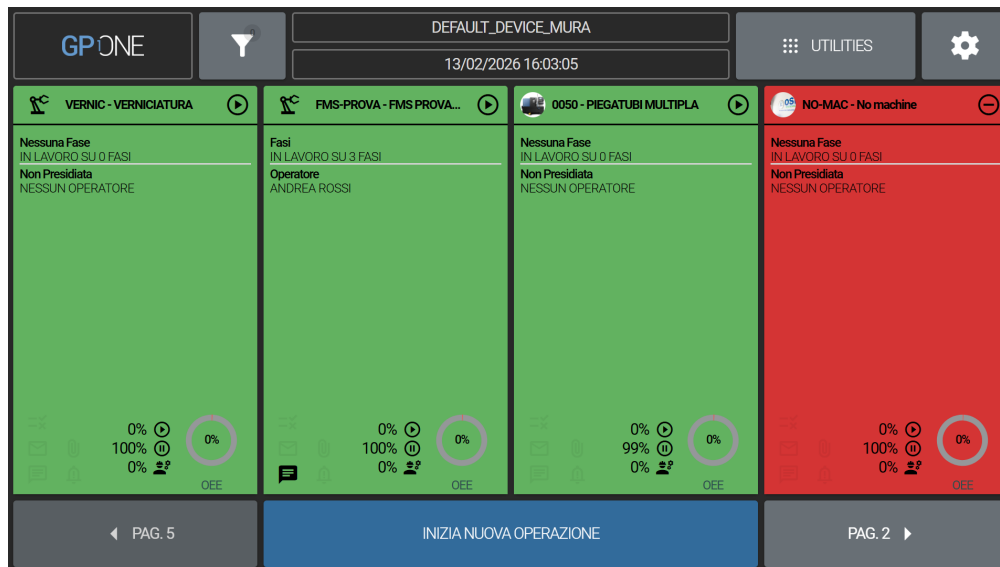 GP ONE
0
DEFAULT_DEVICE_MURA
13/02/2026 16:03:05
UTILITIES
VERNIC - VERNICIATURA
Nessuna Fase
IN LAVORO SU 0 FASI
Non Presidiata
NESSUN OPERATORE
0%
100%
0%
0%
OEE
FMS-PROVA - FMS PROVA...
Fasi
IN LAVORO SU 3 FASI
Operatore
ANDREA ROSSI
0%
100%
0%
0%
OEE
0050 - PIEGATUBI MULTIPLA
Nessuna Fase
IN LAVORO SU 0 FASI
Non Presidiata
NESSUN OPERATORE
0%
99%
0%
0%
OEE
NO-MAC - No machine
Nessuna Fase
IN LAVORO SU 0 FASI
Non Presidiata
NESSUN OPERATORE
0%
100%
0%
0%
OEE
PAG. 5
INIZIA NUOVA OPERAZIONE
PAG. 2